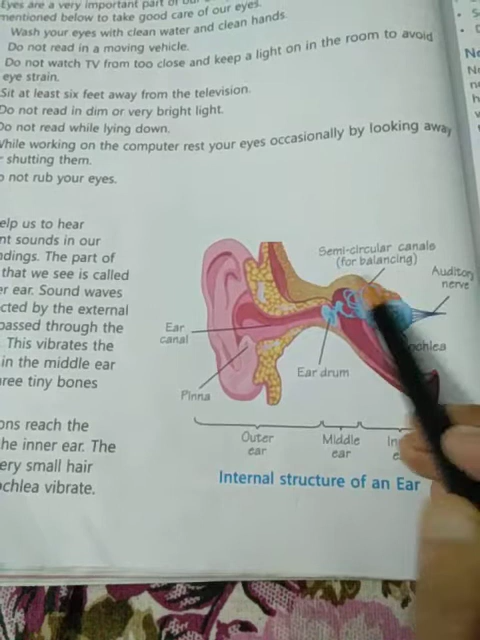 Eyes are a very important part of our
mentioned below to take good care of our eyes.
Wash your eyes with clean water and clean hands.
Do not read in a moving vehicle.
Do not watch TV from too close and keep a light on in the room to avoid
eye strain.
Sit at least six feet away from the television.
Do not read in dim or very bright light.
Do not read while lying down.
While working on the computer rest your eyes occasionally by looking away
r shutting them.
o not rub your eyes.
elp us to hear
nt sounds in our
ndings. The part of
that we see is called
er ear. Sound waves
cted by the external
passed through the
This vibrates the
in the middle ear
ree tiny bones
ons reach the
he inner ear. The
ery small hair
ochlea vibrate.
Semi-circular canals
(for balancing)
Auditory
nerve
Ear
canal
ochlea
Ear drum
Pinna
Outer
ear
Middle
ear
In
e
Internal structure of an Ear